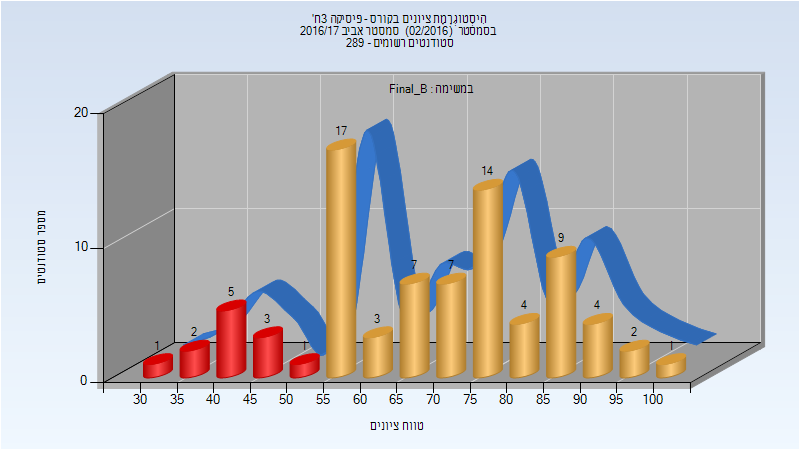 היסטוגרמת ציונים בקורס - פיסיקה 3ח'
בסמסטר (02/2016) סמסטר אביב 2016/17
סטודנטים רשומים - 289
במשימה : Final_B
מספר סטודנטים
20
10
0
1
2
5
3
1
17
3
7
7
14
4
9
4
2
1
30 35 40 45 50 55 60 65 70 75 80 85 90 95 100
טווח ציונים